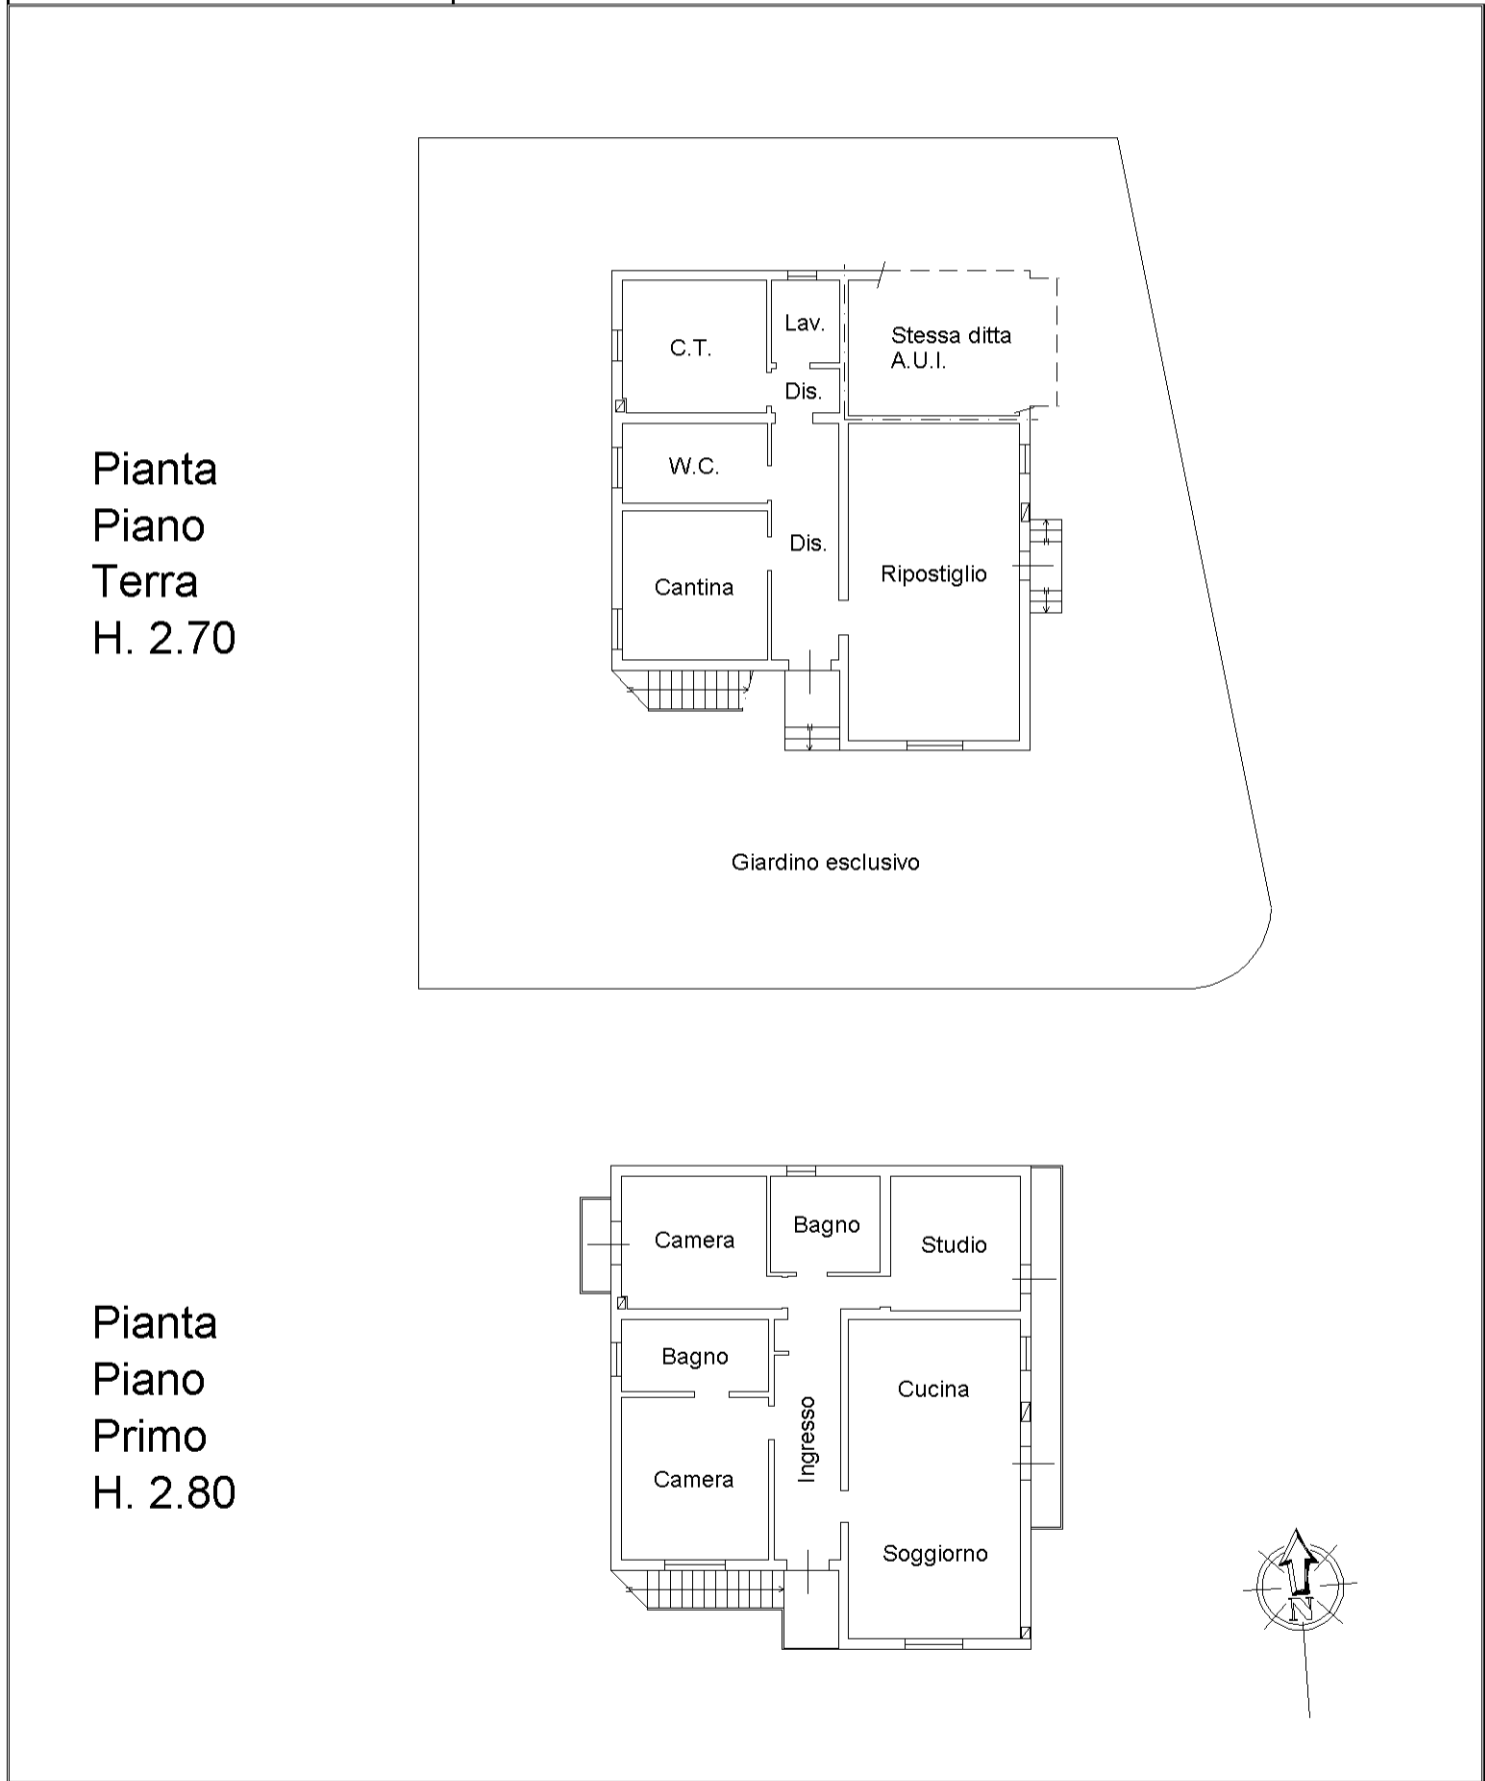 Pianta
Piano
Terra
H. 2.70
C.T.
Lav.
Stessa ditta
A.U.I.
Dis.
W.C.
Dis.
Cantina
Ripostiglio
Giardino esclusivo
Pianta
Piano
Primo
H. 2.80
Camera
Bagno
Studio
Bagno
Cucina
Ingresso
Camera
Soggiorno
N